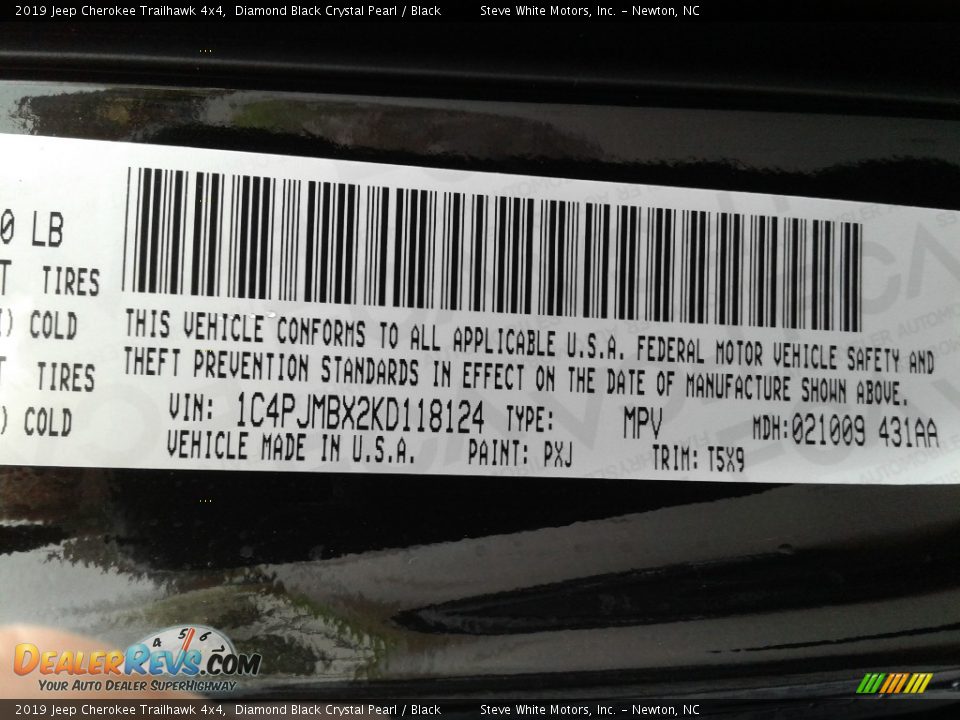 2019 Jeep Cherokee Trailhawk 4x4,  Diamond Black Crystal Pearl / Black          Steve White Motors, Inc. - Newton, NC
0 LB
TIRES
) COLD
TIRES
) COLD
THIS VEHICLE CONFORMS TO ALL APPLICABLE U.S.A. FEDERAL MOTOR VEHICLE SAFETY AND
THEFT PREVENTION STANDARDS IN EFFECT ON THE DATE OF MANUFACTURE SHOWN ABOVE.
VIN: 1C4PJMBX2KD118124 TYPE: MPV MDH:021009 431AA
VEHICLE MADE IN U.S.A. PAINT: PXJ TRIM: T5X9
4 5 6
DEALERREVS.COM
YOUR AUTO DEALER SUPERHIGHWAY
2019 Jeep Cherokee Trailhawk 4x4,  Diamond Black Crystal Pearl / Black          Steve White Motors, Inc. - Newton, NC